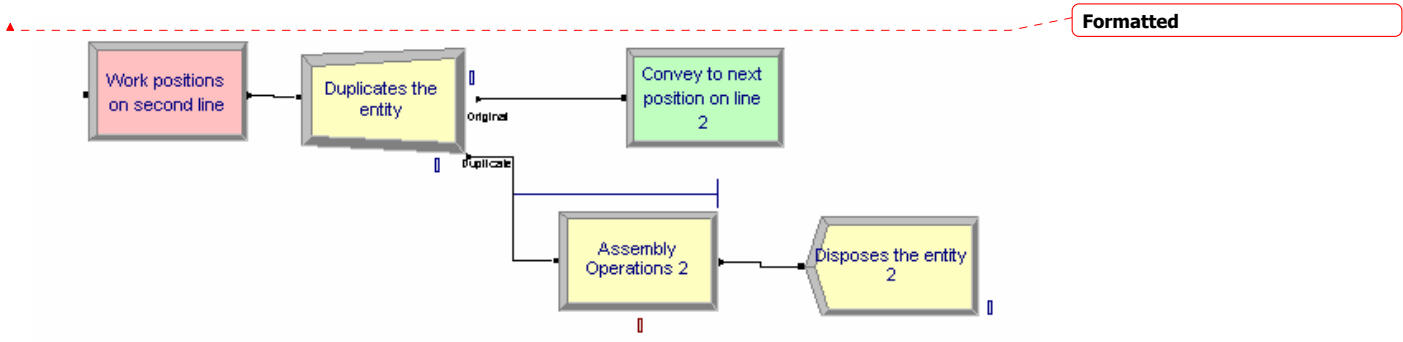 Formatted
Work positions
on second line
Duplicates the
entity
Original
Duplicate
Convey to next
position on line
2
Assembly
Operations 2
Disposes the entity
2